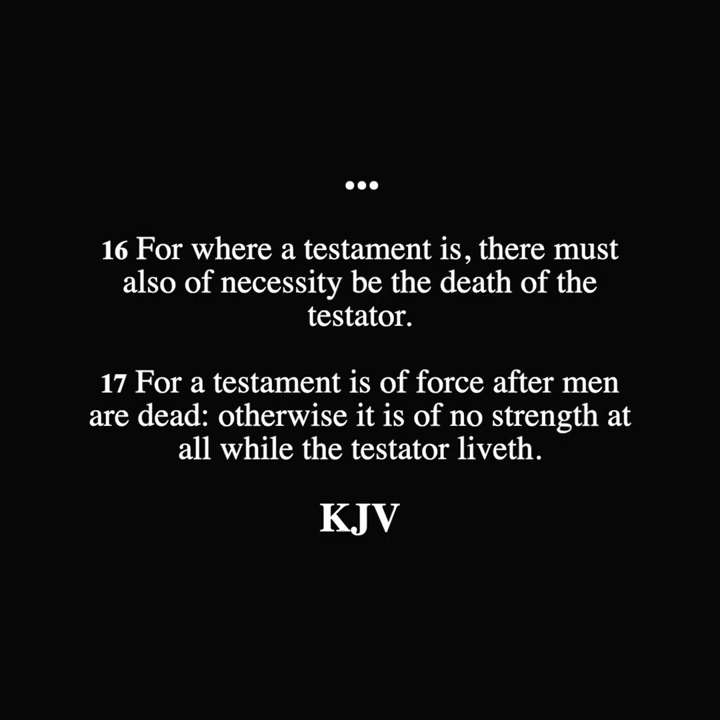 •••
16 For where a testament is, there must
also of necessity be the death of the
testator.
17 For a testament is of force after men
are dead: otherwise it is of no strength at
all while the testator liveth.
KJV